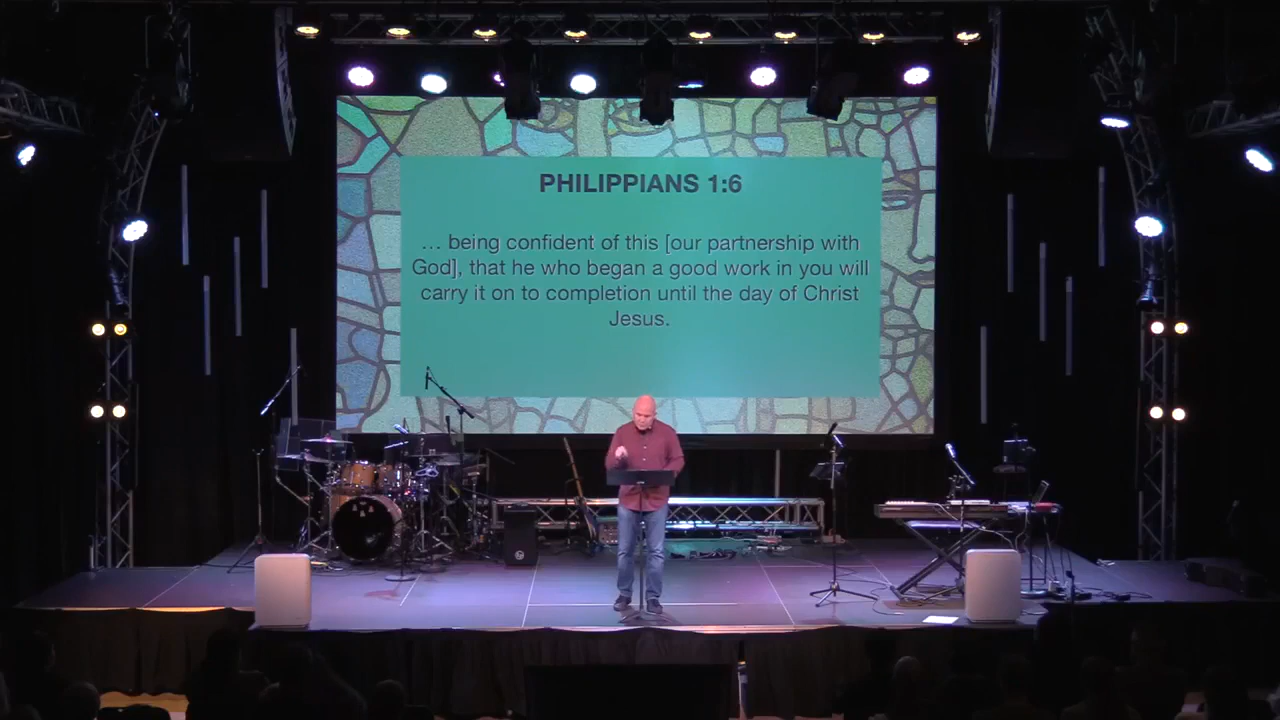 PHILIPPIANS 1:6
… being confident of this [our partnership with
God], that he who began a good work in you will
carry it on to completion until the day of Christ
Jesus.